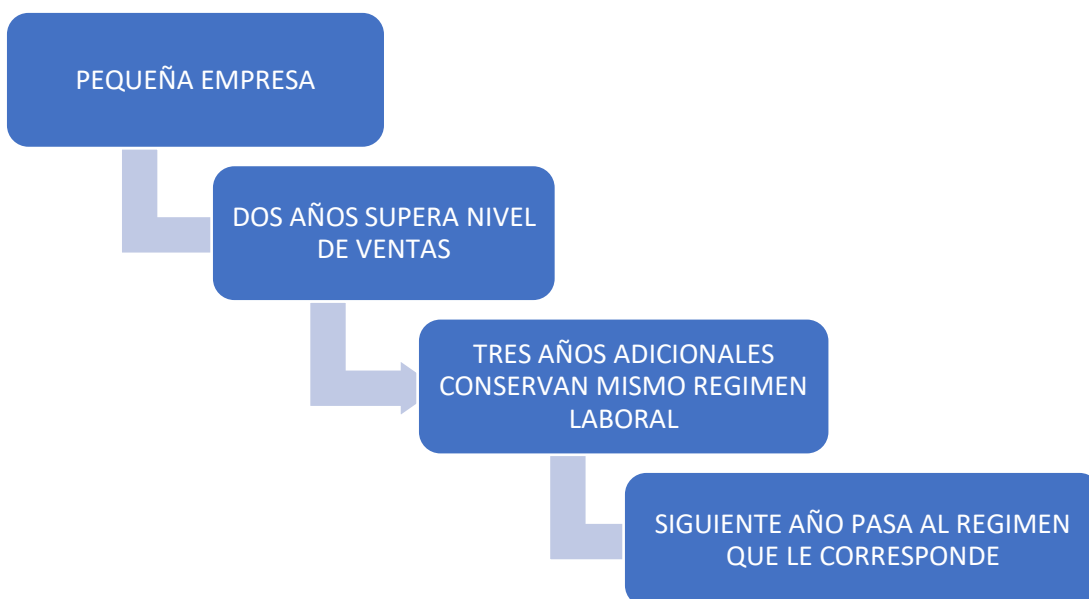 PEQUEÑA EMPRESA
DOS AÑOS SUPERA NIVEL
DE VENTAS
TRES AÑOS ADICIONALES
CONSERVAN MISMO REGIMEN
LABORAL
SIGUIENTE AÑO PASA AL REGIMEN
QUE LE CORRESPONDE